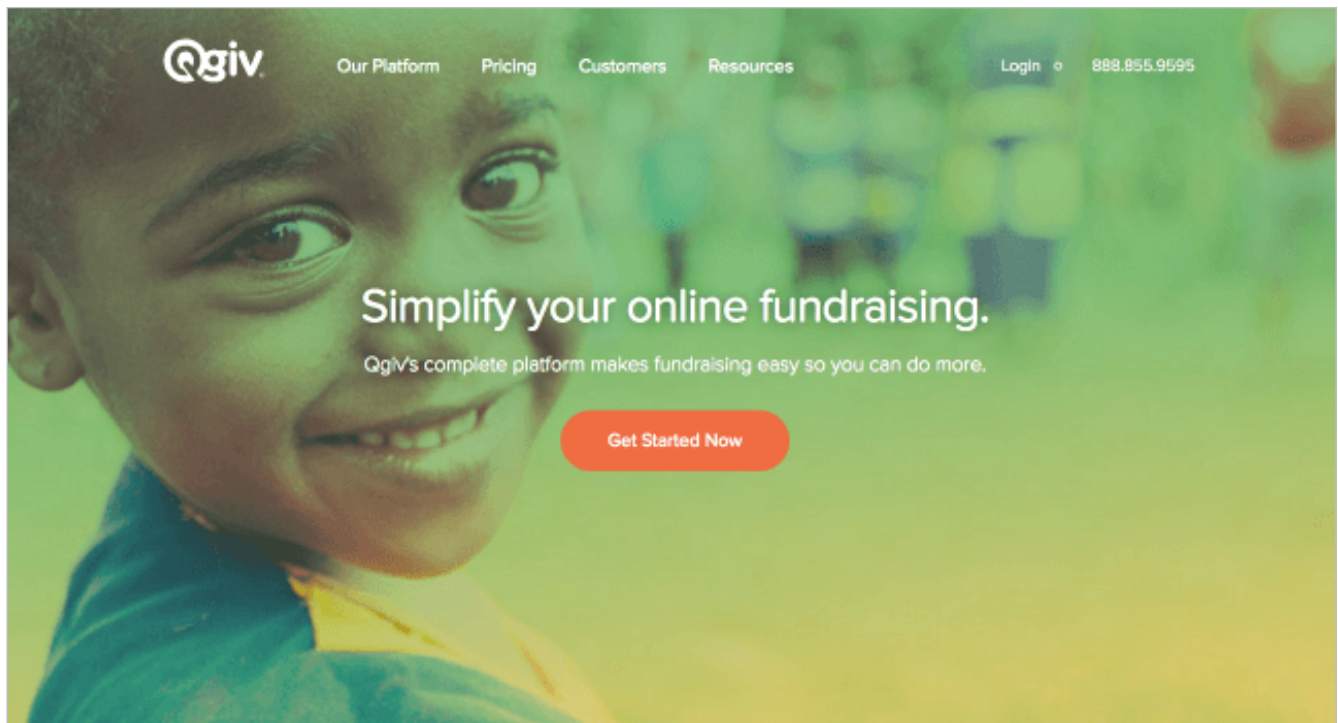 Qgiv
Our Platform Pricing Customers Resources Login 888.855.9595
Simplify your online fundraising.
Qgiv's complete platform makes fundraising easy so you can do more.
Get Started Now